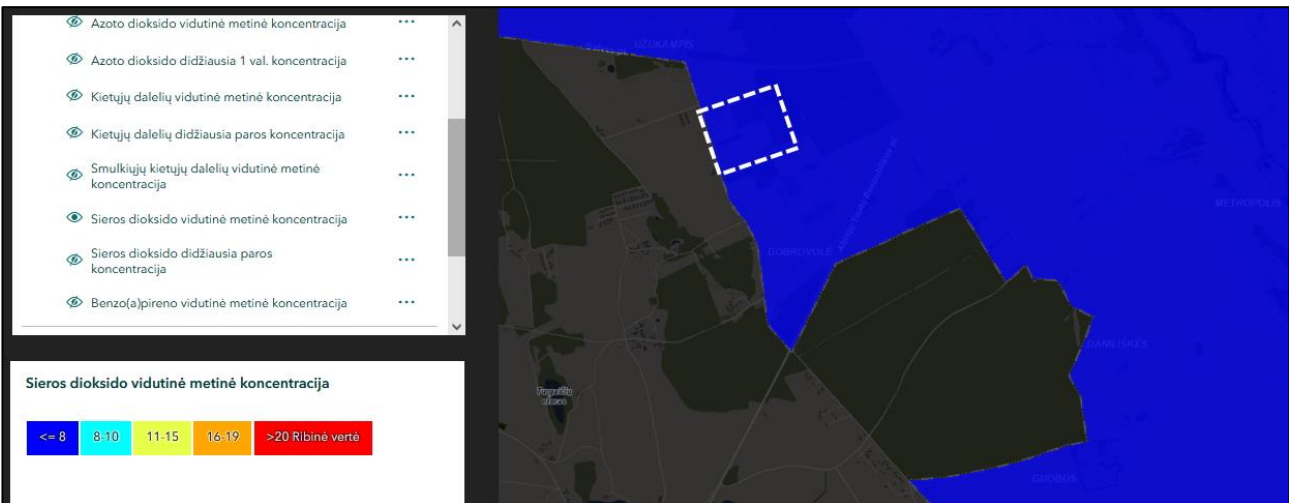 Azoto dioksido vidutinė metinė koncentracija
Azoto dioksido didžiausia 1 val. koncentracija
Kietųjų dalelių vidutinė metinė koncentracija
Kietųjų dalelių didžiausia paros koncentracija
Smulkiųjų kietųjų dalelių vidutinė metinė
koncentracija
Sieros dioksido vidutinė metinė koncentracija
Sieros dioksido didžiausia paros
koncentracija
Benzo(a)pireno vidutinė metinė koncentracija
Sieros dioksido vidutinė metinė koncentracija
<= 8 8-10 11-15 16-19 >20 Ribinė vertė
UŽUKAMPIS
METROPOLIS
DOBRUVOLĖ
DANILIŠKĖS
GUOBOS